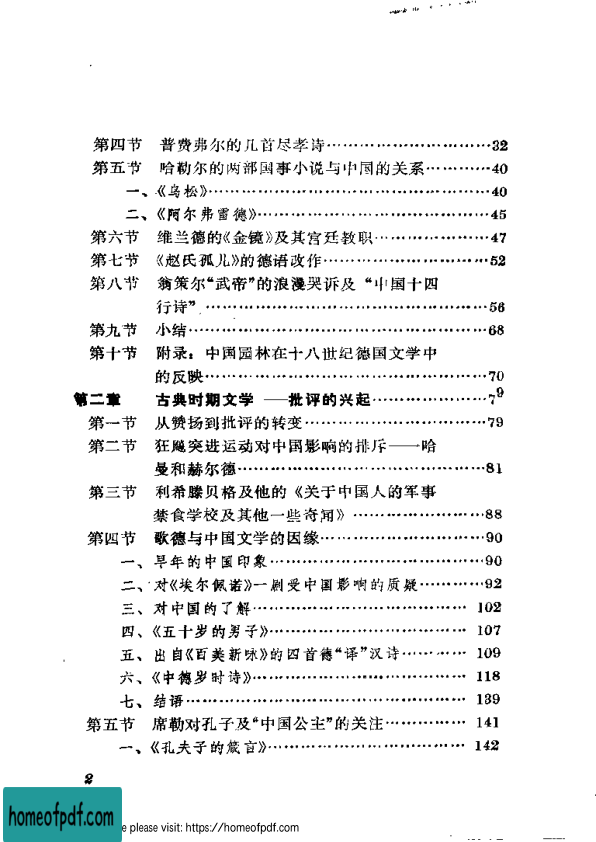 第四节 普费弗尔的几首尽孝诗……………………………32
第五节 哈勒尔的两部国事小说与中国的关系…………40
一、《乌松》……………………………………………40
二、《阿尔弗雷德》……………………………………45
第六节 维兰德的《金镜》及其宫廷教职…………………47
第七节 《赵氏孤儿》的德语改作…………………………52
第八节 翁策尔“武帝”的浪漫哭诉及“中国十四
行诗”……………………………………………56
第九节 小结………………………………………………68
第十节 附录：中国园林在十八世纪德国文学中
的反映……………………………………………70
第二章 古典时期文学——批评的兴起…………………79
第一节 从赞扬到批评的转变……………………………79
第二节 狂飚突进运动对中国影响的排斥——哈
曼和赫尔德………………………………………81
第三节 利希滕贝格及他的《关于中国人的军事
禁食学校及其他一些奇闻》……………………88
第四节 歌德与中国文学的因缘…………………………90
一、早年的中国印象……………………………………90
二、对《埃尔佩诺》一剧受中国影响的质疑…………92
三、对中国的了解……………………………………102
四、《五十岁的男子》………………………………107
五、出自《百美新咏》的四首德“译”汉诗…………109
六、《中德岁时诗》…………………………………118
七、结语………………………………………………139
第五节 席勒对孔子及“中国公主”的关注……………141
一、《孔夫子的箴言》………………………………142
2
homeofpdf.com
e please visit: https://homeofpdf.com